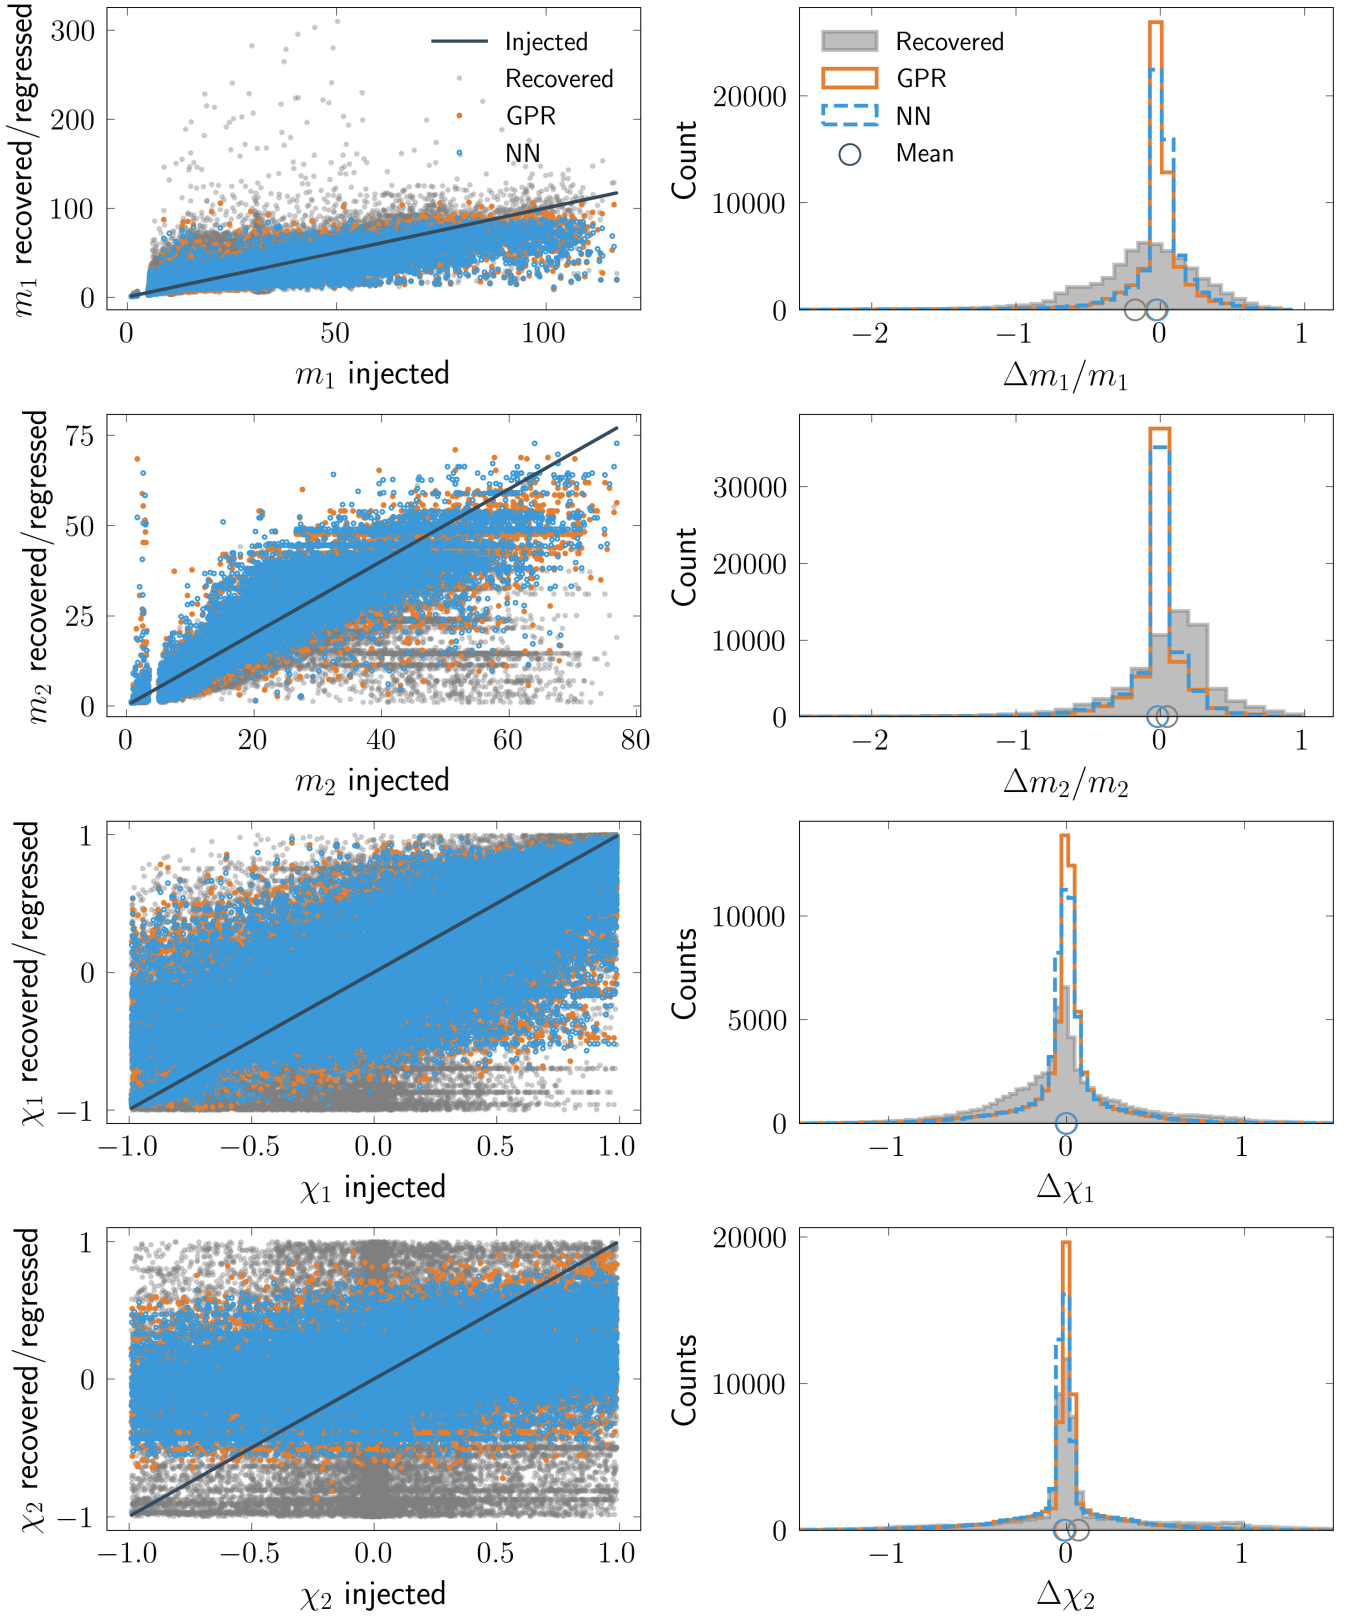 300
200
100
0
0
50
100
m₁ recovered/regressed
m₁ injected
Injected
Recovered
GPR
NN
20000
10000
0
−2
−1
0
1
Count
Δm₁/m₁
Recovered
GPR
NN
Mean
75
50
25
0
0
20
40
60
80
m₂ recovered/regressed
m₂ injected
30000
20000
10000
0
−2
−1
0
1
Count
Δm₂/m₂
1
0
−1
−1.0
−0.5
0.0
0.5
1.0
χ₁ recovered/regressed
χ₁ injected
10000
5000
0
−1
0
1
Counts
Δχ₁
1
0
−1
−1.0
−0.5
0.0
0.5
1.0
χ₂ recovered/regressed
χ₂ injected
20000
10000
0
−1
0
1
Counts
Δχ₂